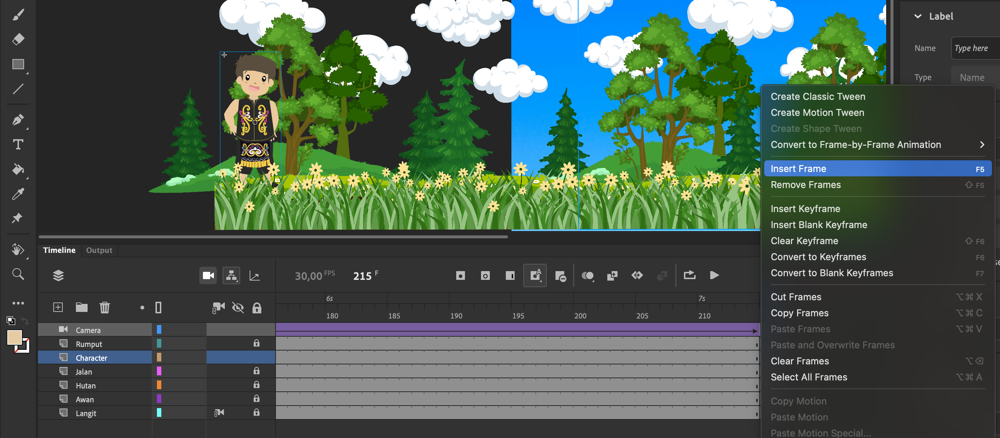 Label
Name
Type here
Type
Name
Create Classic Tween
Create Motion Tween
Create Shape Tween
Convert to Frame-by-Frame Animation
Insert Frame F5
Remove Frames ⇧ F5
Insert Keyframe
Insert Blank Keyframe
Clear Keyframe ⇧ F6
Convert to Keyframes F6
Convert to Blank Keyframes F7
Cut Frames ⌥ ⌘ X
Copy Frames ⌥ ⌘ C
Paste Frames ⌥ ⌘ V
Paste and Overwrite Frames
Clear Frames ⌥ ⌫
Select All Frames ⌥ ⌘ A
Copy Motion
Paste Motion
Paste Motion Special...
Timeline Output
30,00 FPS 215 F
6s 7s
180 185 190 195 200 205 210
Camera
Rumput
Character
Jalan
Hutan
Awan
Langit